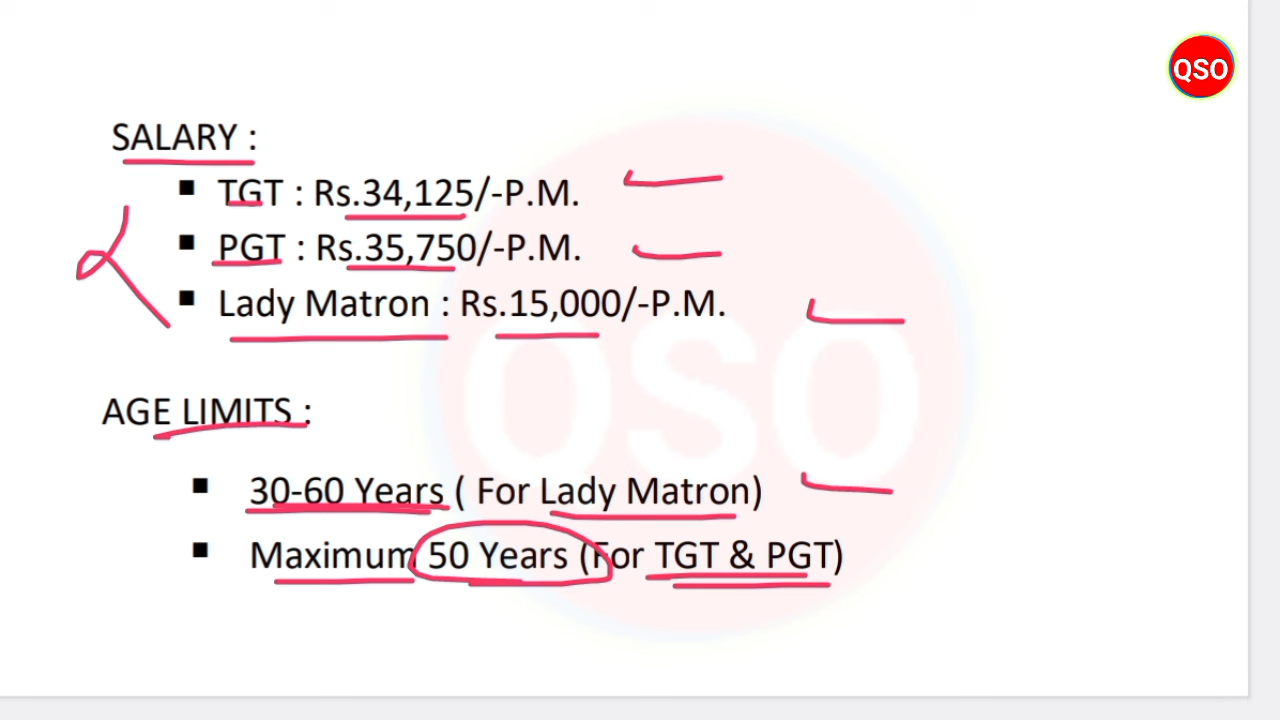 QSO
SALARY :
▪ TGT : Rs.34,125/-P.M.
▪ PGT : Rs.35,750/-P.M.
▪ Lady Matron : Rs.15,000/-P.M.
QSO
AGE LIMITS :
▪ 30-60 Years ( For Lady Matron)
▪ Maximum 50 Years (For TGT & PGT)